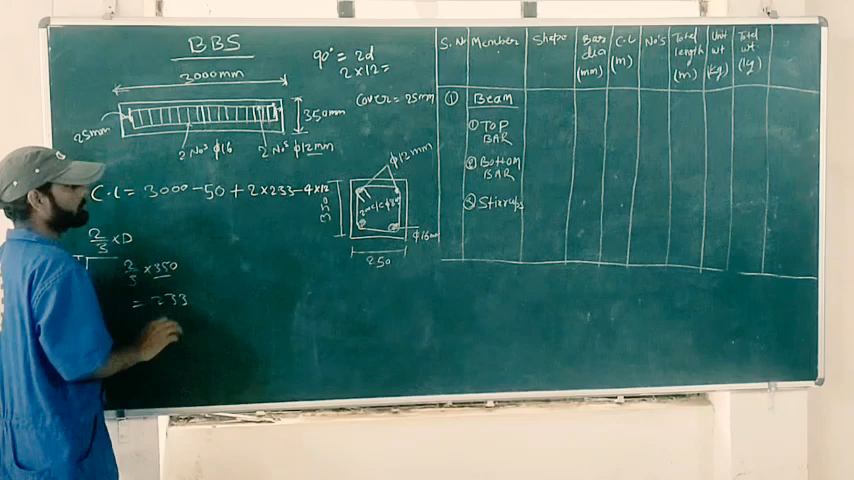 BBS
3000mm
350mm
25mm
2 Nos ϕ16
2 Nos ϕ12mm
90° = 2d
2×12=
Cover = 25mm
C.L = 3000 - 50 + 2×233 - 4×12
2/3 × D
2/3 × 350
= 233
ϕ12mm
350
ϕ16mm
250
S.No
Member
Shape
Bar dia (mm)
C.L (m)
No's
Total length (m)
Unit wt (kg)
Total wt (kg)
① Beam
① TOP BAR
② Bottom BAR
③ Stirrups